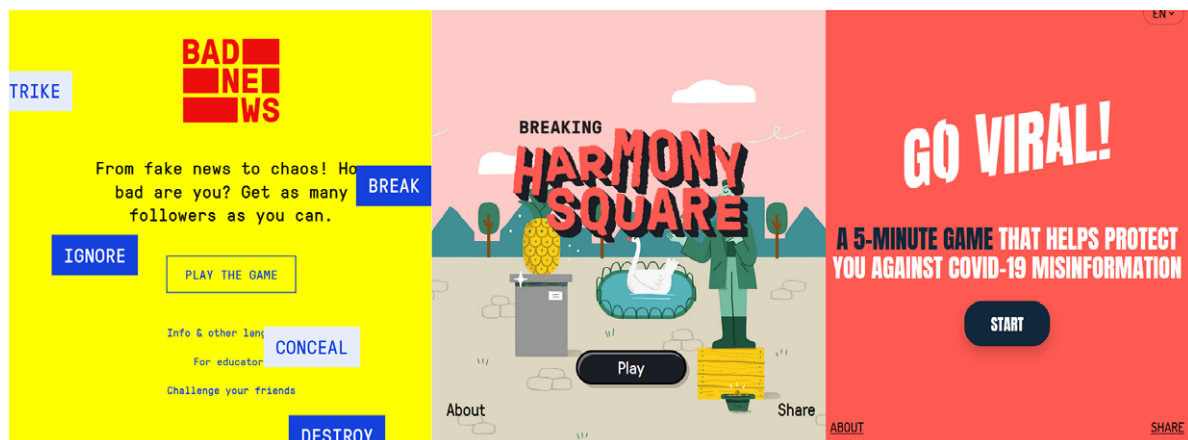 BAD
NE
WS
TRIKE
From fake news to chaos! Ho
bad are you? Get as many
followers as you can.
BREAK
IGNORE
PLAY THE GAME
Info & other lang
CONCEAL
For educator
Challenge your friends
DESTROY
BREAKING
HARMONY
SQUARE
Play
About
Share
EN
GO VIRAL!
A 5-MINUTE GAME THAT HELPS PROTECT
YOU AGAINST COVID-19 MISINFORMATION
START
ABOUT
SHARE